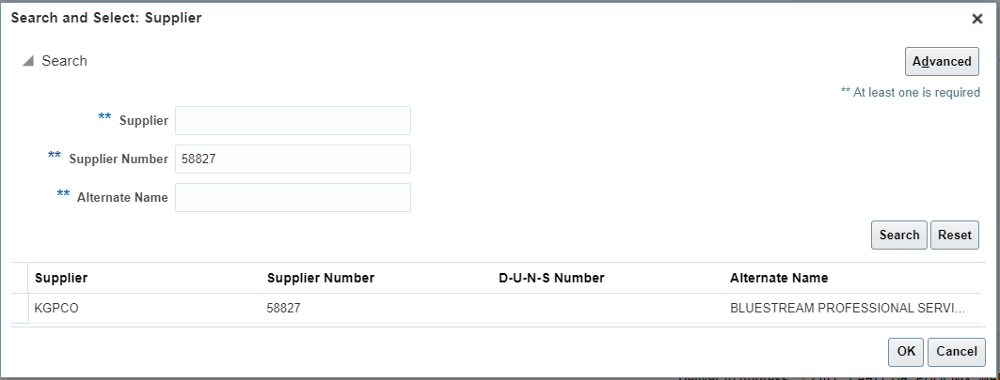 Search and Select: Supplier
Search
Advanced
** At least one is required
** Supplier
** Supplier Number 58827
** Alternate Name
Search Reset
Supplier Supplier Number D-U-N-S Number Alternate Name
KGPCO 58827 BLUESTREAM PROFESSIONAL SERVI...
OK Cancel